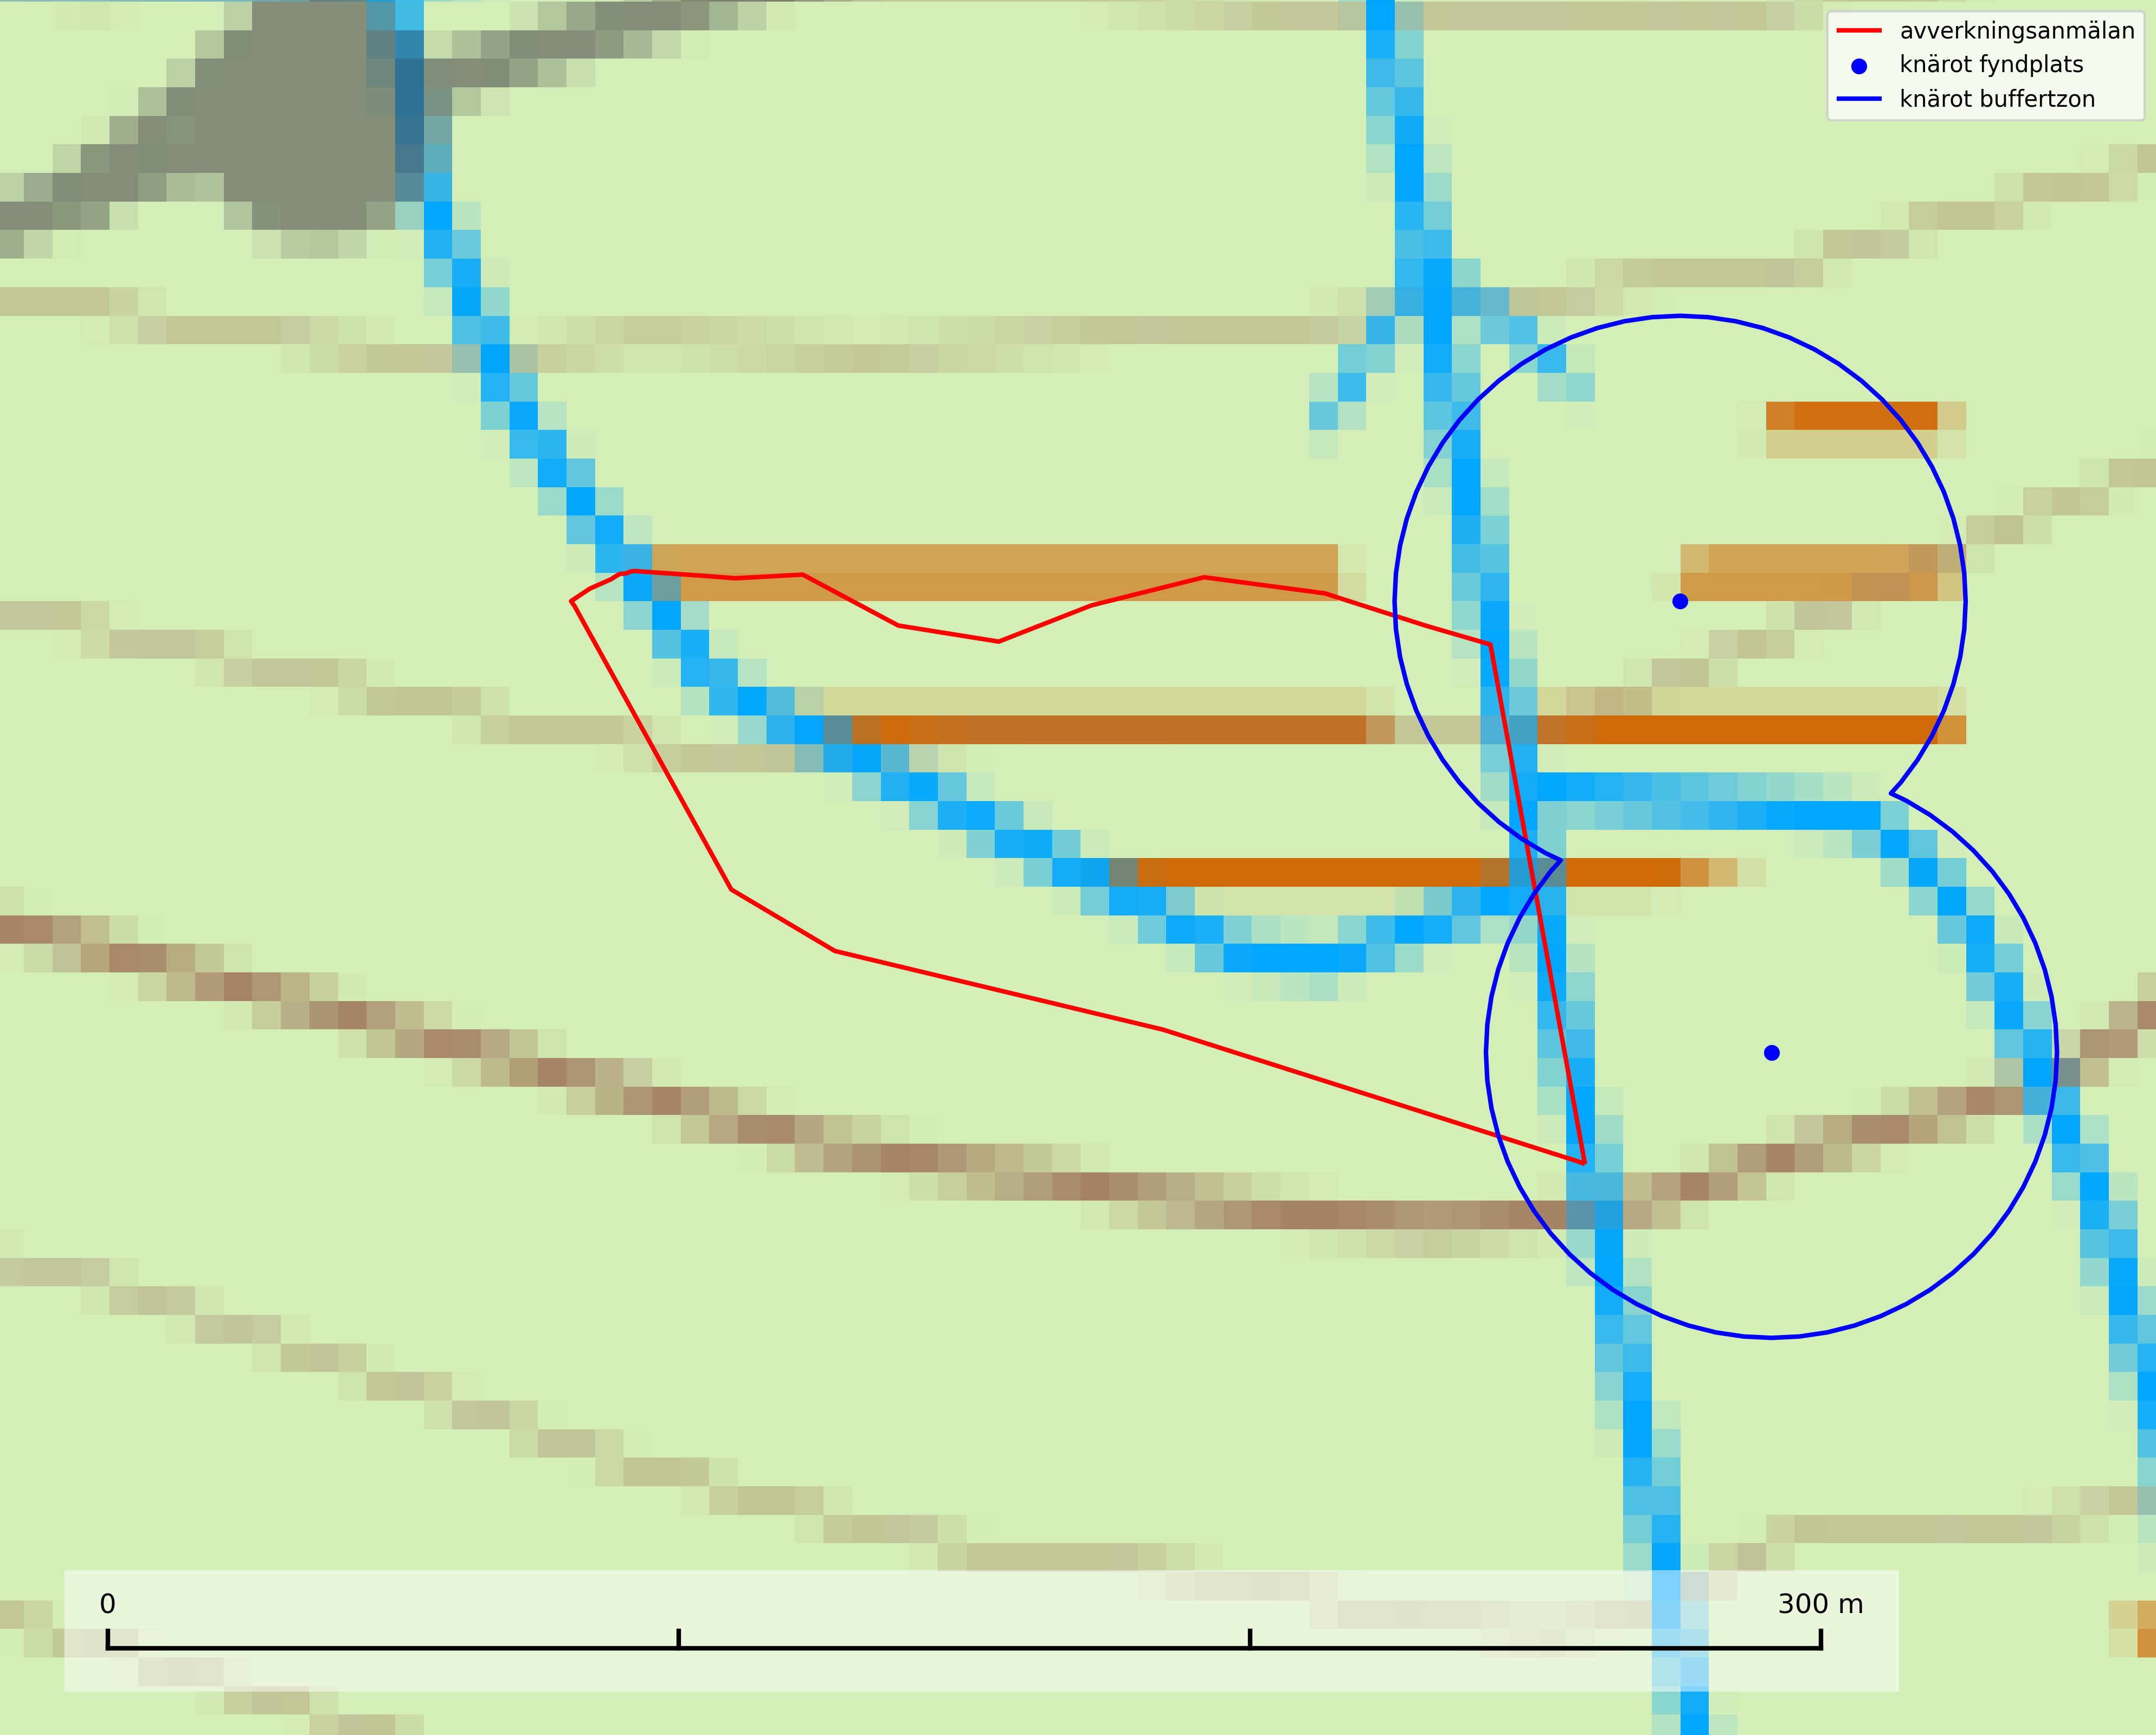 avverkningsanmälan
knärot fyndplats
knärot buffertzon
0
300 m